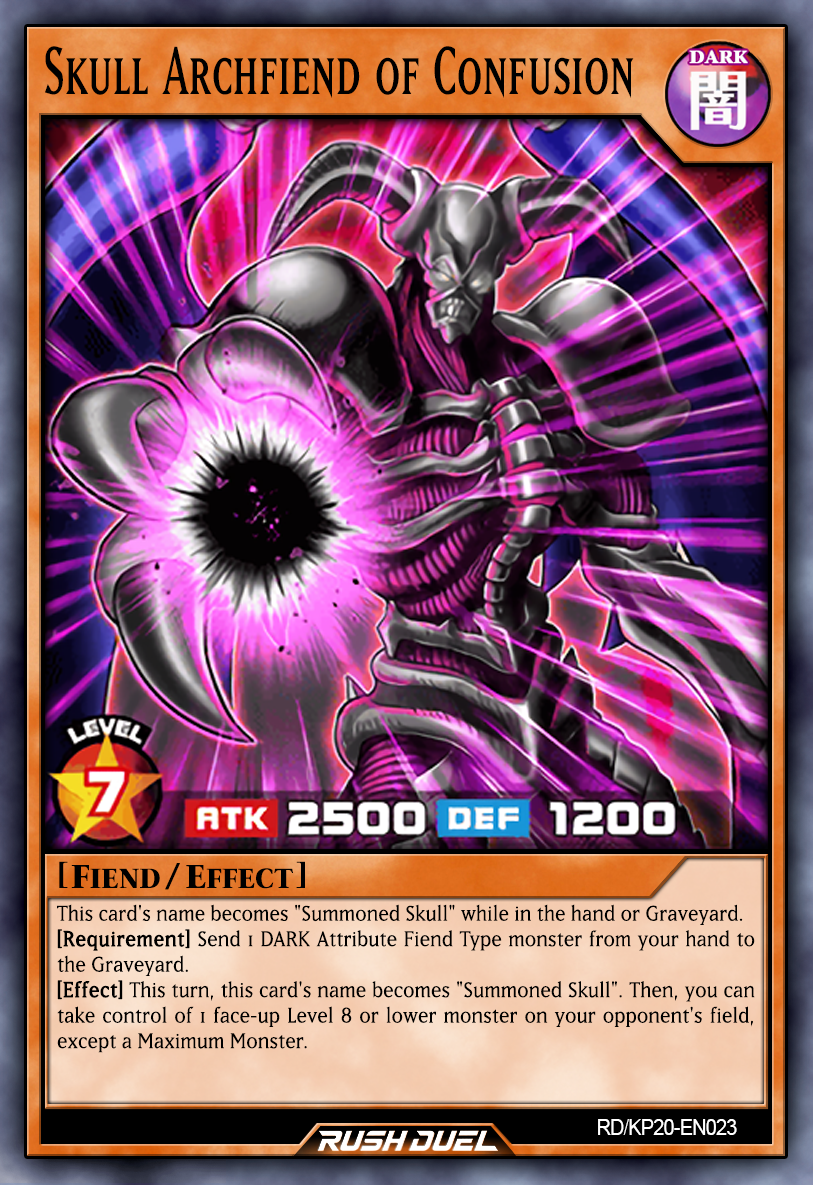 SKULL ARCHFIEND OF CONFUSION
DARK
闇
LEVEL
7
ATK 2500 DEF 1200
[FIEND / EFFECT]
This card's name becomes "Summoned Skull" while in the hand or Graveyard.
[Requirement] Send 1 DARK Attribute Fiend Type monster from your hand to
the Graveyard.
[Effect] This turn, this card's name becomes "Summoned Skull". Then, you can
take control of 1 face-up Level 8 or lower monster on your opponent's field,
except a Maximum Monster.
RD/KP20-EN023
RUSH DUEL